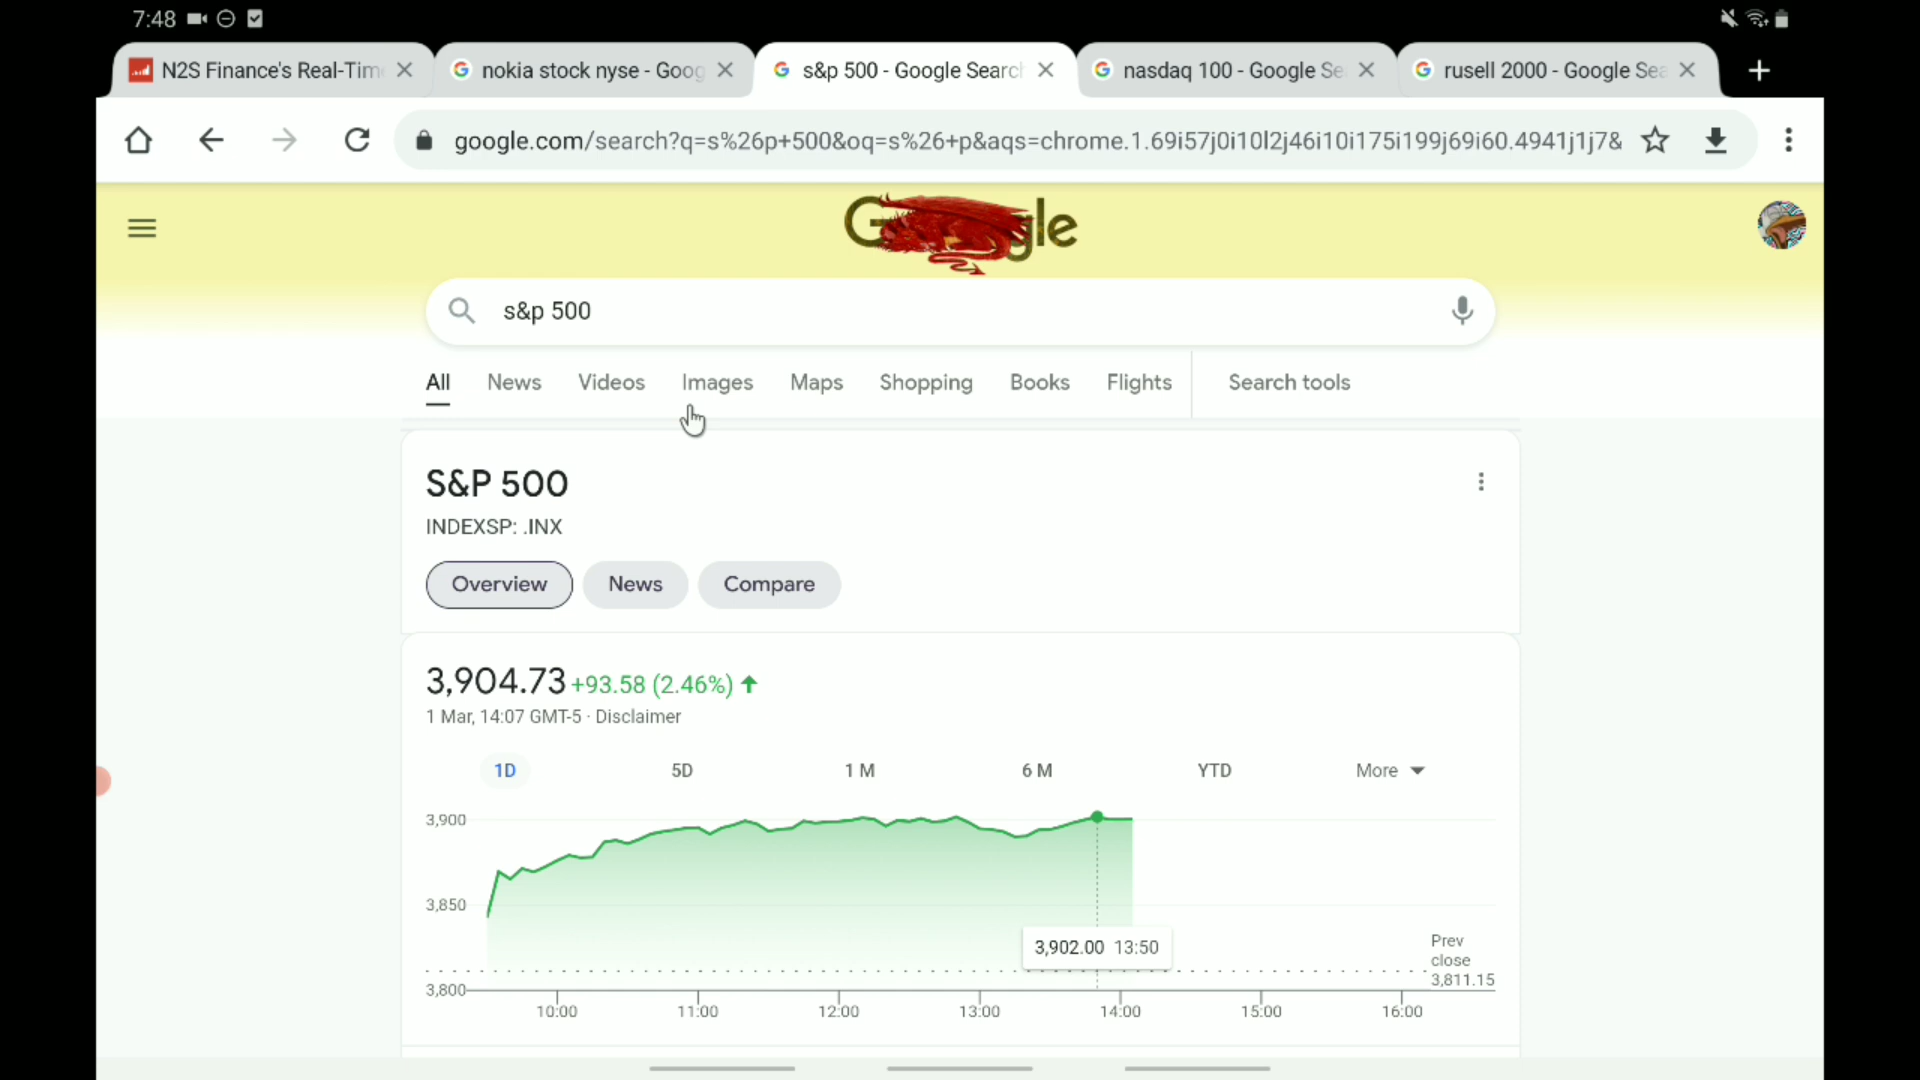 7:48
N2S Finance's Real-Tim
nokia stock nyse - Goog
s&p 500 - Google Search
nasdaq 100 - Google Se
rusell 2000 - Google Sea
google.com/search?q=s%26p+500&oq=s%26+p&aqs=chrome.1.69i57j0i10l2j46i10i175i199j69i60.4941j1j7&
Google
s&p 500
All News Videos Images Maps Shopping Books Flights Search tools
S&P 500
INDEXSP: .INX
Overview News Compare
3,904.73 +93.58 (2.46%)
1 Mar, 14:07 GMT-5 · Disclaimer
1D 5D 1 M 6 M YTD More
3,900
3,850
3,902.00 13:50
Prev
close
3,811.15
3,800
10:00 11:00 12:00 13:00 14:00 15:00 16:00